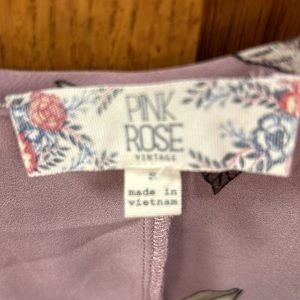 PINK
ROSE
VINTAGE
S
made in
vietnam